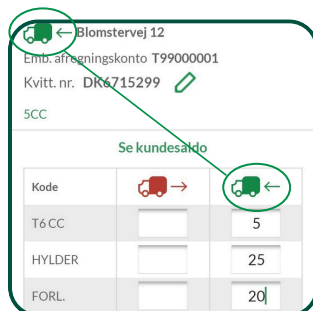 Blomstervej 12
Emb. afregningskonto T99000001
Kvitt. nr. DK6715299
5CC
Se kundesaldo
Kode
T6 CC 5
HYLDER 25
FORL. 20